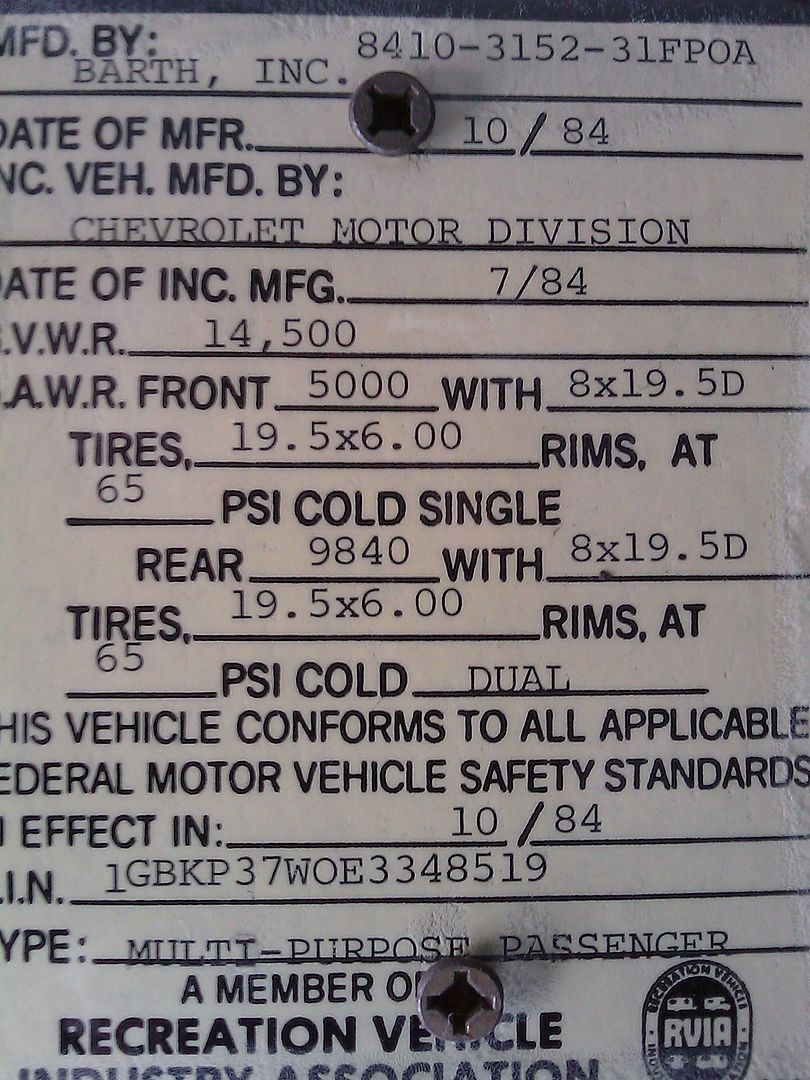 MFD. BY: 8410-3152-31FPOA
BARTH, INC.
DATE OF MFR. 10 / 84
INC. VEH. MFD. BY:
CHEVROLET MOTOR DIVISION
DATE OF INC. MFG. 7/84
.V.W.R. 14,500
.A.W.R. FRONT 5000 WITH 8x19.5D
TIRES, 19.5x6.00 RIMS, AT
65 PSI COLD SINGLE
REAR 9840 WITH 8x19.5D
TIRES, 19.5x6.00 RIMS, AT
65 PSI COLD DUAL
HIS VEHICLE CONFORMS TO ALL APPLICABLE
EDERAL MOTOR VEHICLE SAFETY STANDARDS
EFFECT IN: 10 / 84
.I.N. 1GBKP37WOE3348519
YPE: MULTI-PURPOSE PASSENGER
A MEMBER OF
RECREATION VEHICLE
INDUSTRY ASSOCIATION
RVIA